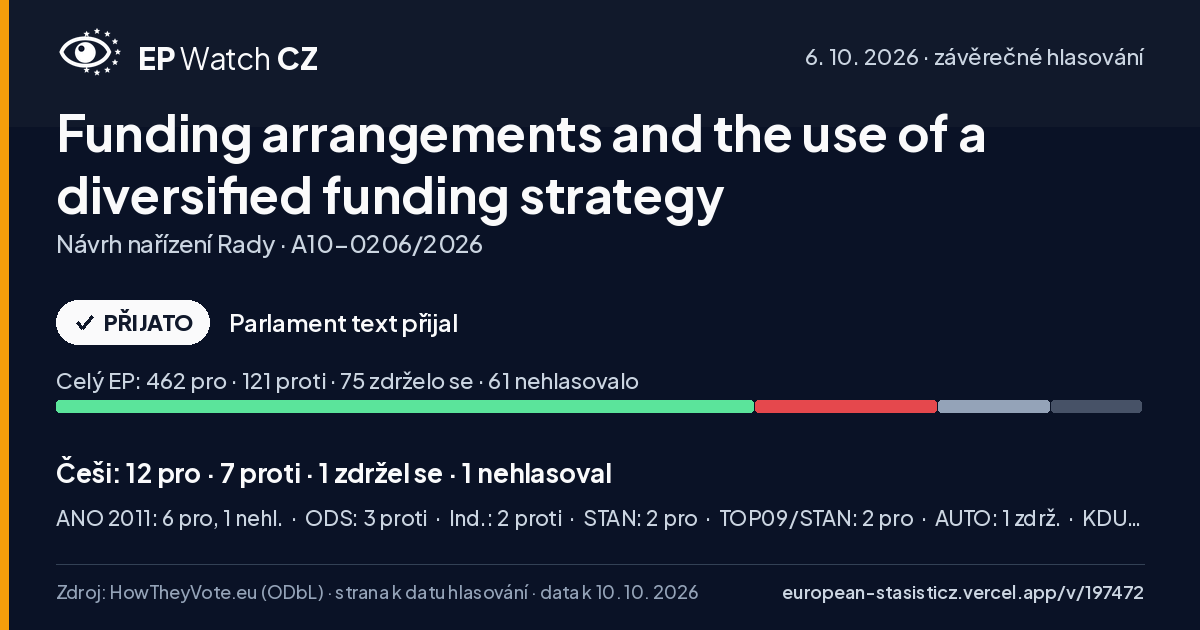 EP Watch CZ
6. 10. 2026 · závěrečné hlasování
Funding arrangements and the use of a
diversified funding strategy
Návrh nařízení Rady · A10–0206/2026
✓ PŘIJATO
Parlament text přijal
Celý EP: 462 pro · 121 proti · 75 zdrželo se · 61 nehlasovalo
Češi: 12 pro · 7 proti · 1 zdržel se · 1 nehlasoval
ANO 2011: 6 pro, 1 nehl. · ODS: 3 proti · Ind.: 2 proti · STAN: 2 pro · TOP09/STAN: 2 pro · AUTO: 1 zdrž. · KDU…
Zdroj: HowTheyVote.eu (ODbL) · strana k datu hlasování · data k 10. 10. 2026
european-stasisticz.vercel.app/v/197472